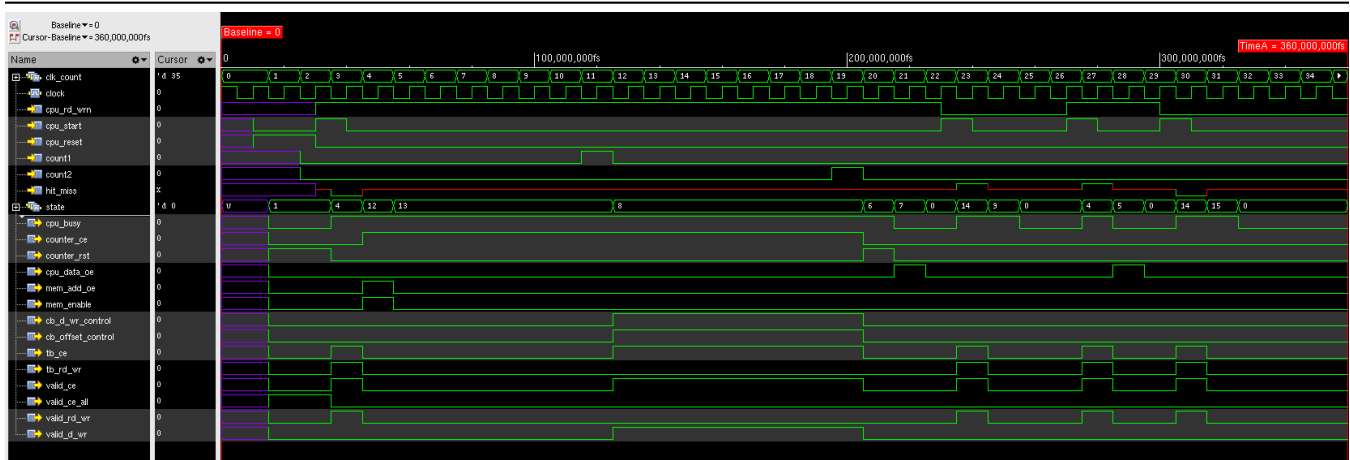 Baseline▼= 0
Cursor-Baseline▼= 360,000,000fs
Baseline = 0
TimeA = 360,000,000fs
Name Cursor 0 100,000,000fs 200,000,000fs 300,000,000fs
clk_count 'd 35 0 1 2 3 4 5 6 7 8 9 10 11 12 13 14 15 16 17 18 19 20 21 22 23 24 25 26 27 28 29 30 31 32 33 34
clock 0
cpu_rd_wrn 0
cpu_start 0
cpu_reset 0
count1 0
count2 0
hit_miss x
state 'd 0 U 1 4 12 13 8 6 7 0 14 9 0 4 5 0 14 15 0
cpu_busy 0
counter_ce 0
counter_rst 0
cpu_data_oe 0
mem_add_oe 0
mem_enable 0
cb_d_wr_control 0
cb_offset_control 0
tb_ce 0
tb_rd_wr 0
valid_ce 0
valid_ce_all 0
valid_rd_wr 0
valid_d_wr 0